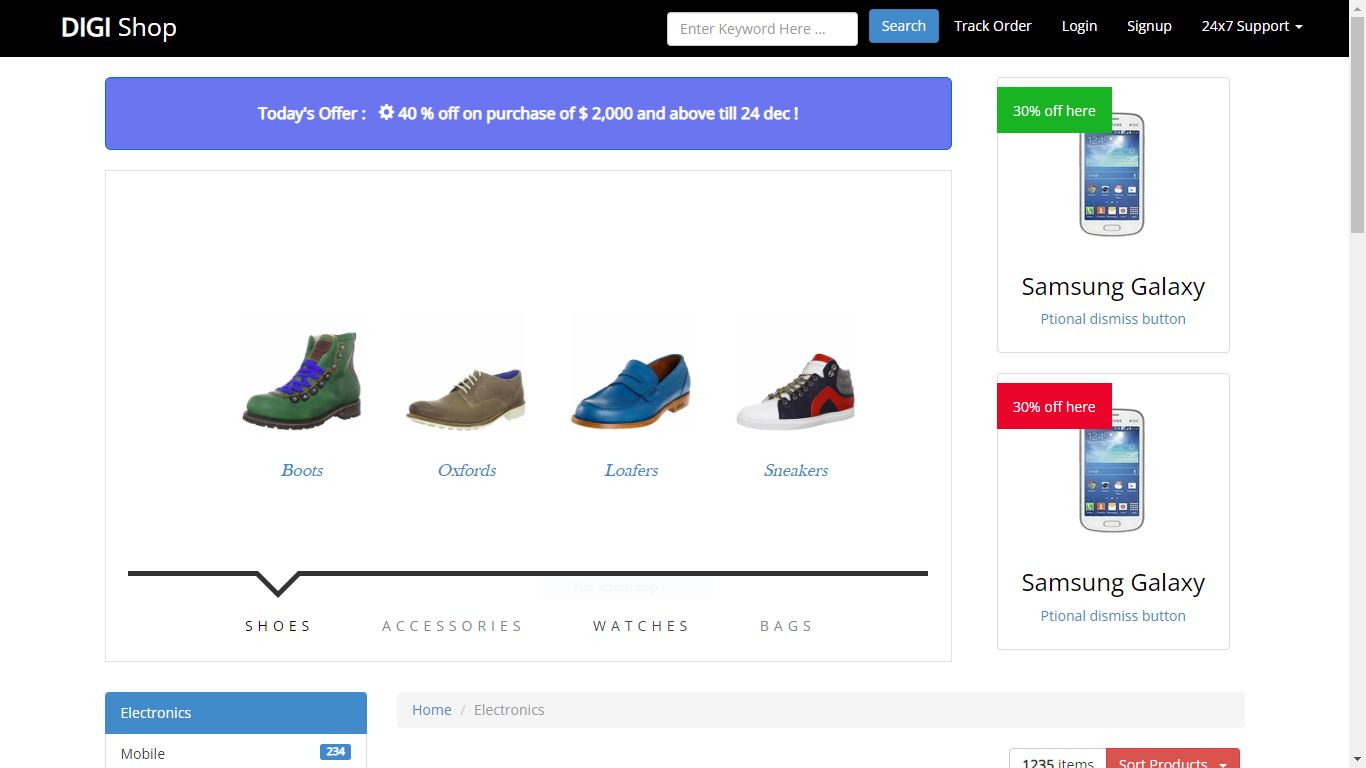 DIGI Shop
Enter Keyword Here ...
Search
Track Order
Login
Signup
24x7 Support
Today's Offer : 40 % off on purchase of $ 2,000 and above till 24 dec !
30% off here
Samsung Galaxy
Ptional dismiss button
30% off here
Samsung Galaxy
Ptional dismiss button
Boots
Oxfords
Loafers
Sneakers
SHOES
ACCESSORIES
WATCHES
BAGS
Electronics
Mobile
234
Home / Electronics
1235 items
Sort Products